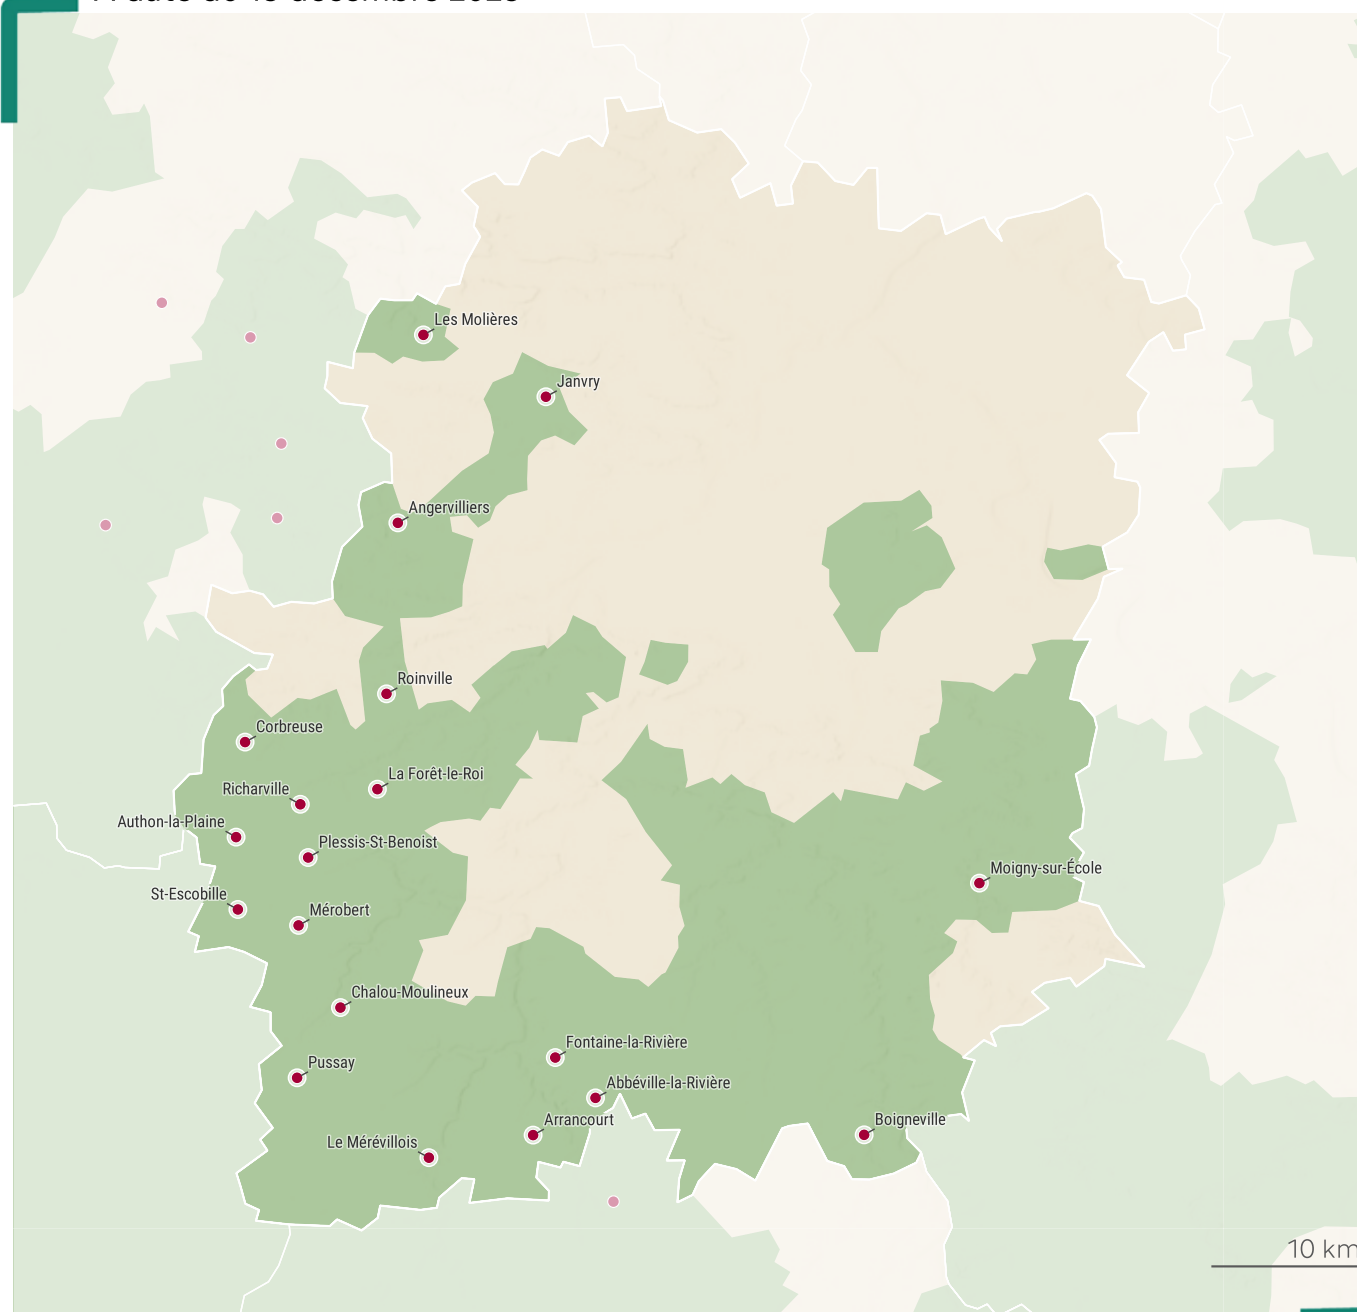 Les Molières
Janvry
Angervilliers
Roinville
Corbreuse
La Forêt-le-Roi
Richarville
Authon-la-Plaine
Plessis-St-Benoist
Moigny-sur-École
St-Escobille
Mérobert
Chalou-Moulineux
Fontaine-la-Rivière
Pussay
Abbéville-la-Rivière
Arrancourt
Boigneville
Le Mérévillois
10 km